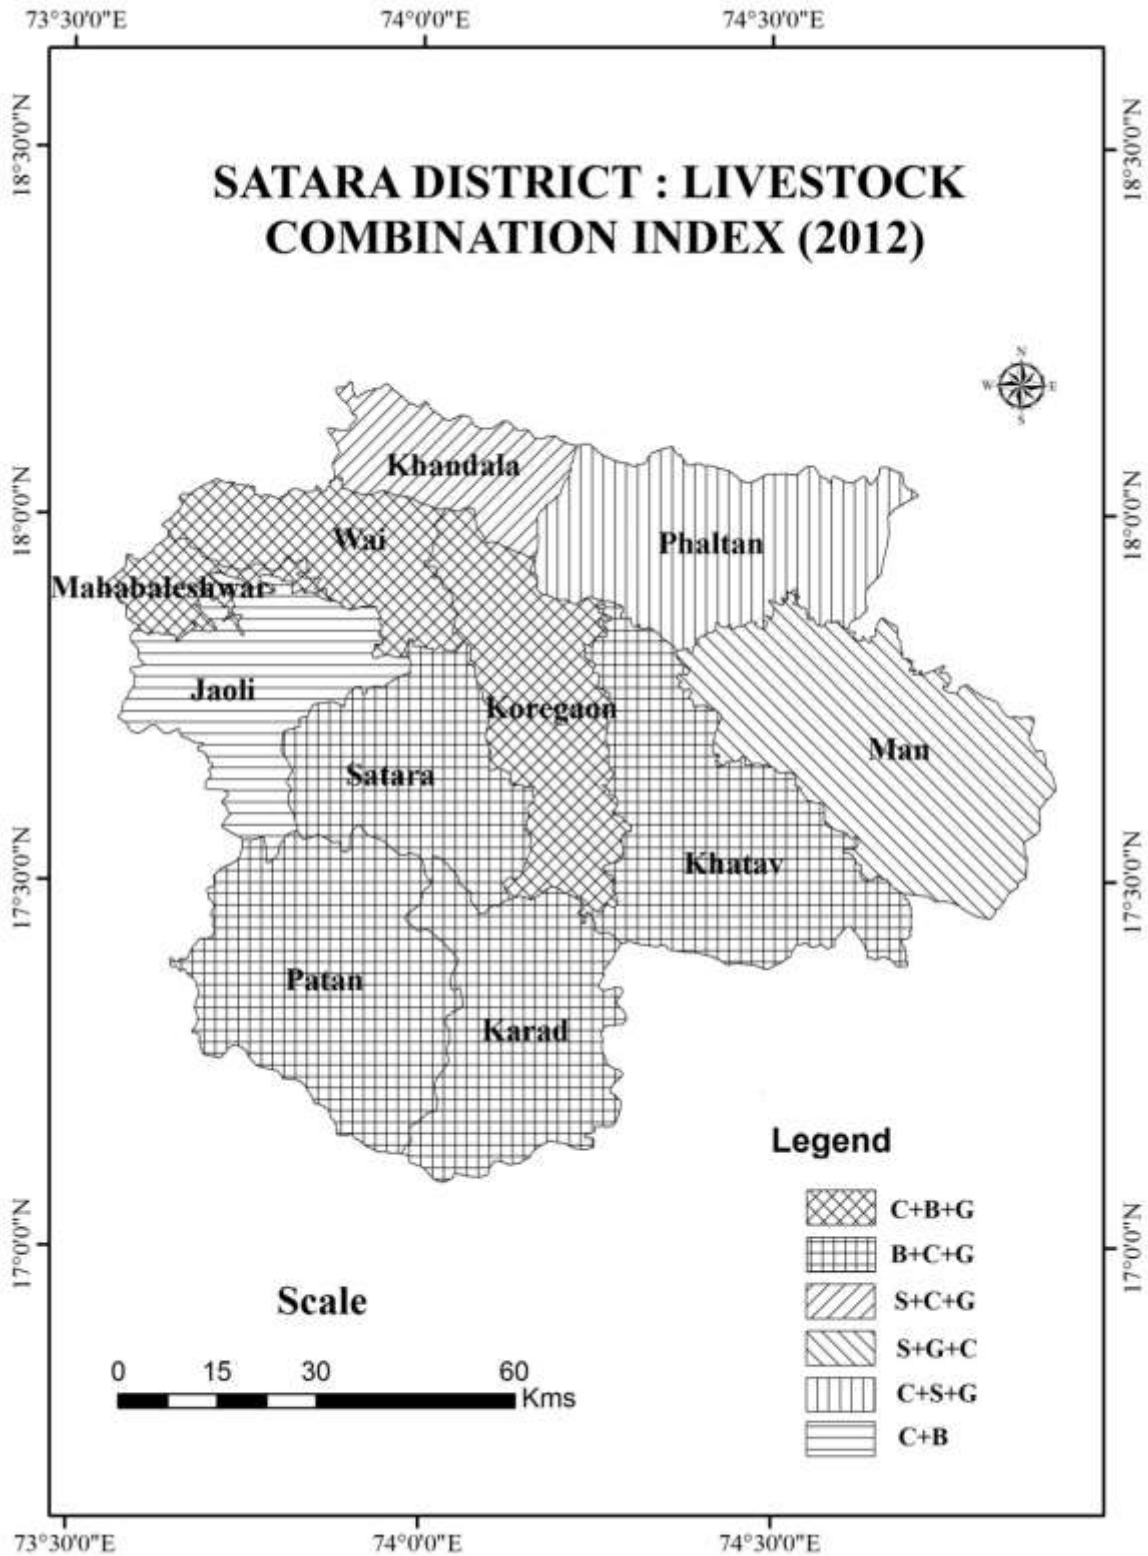 73°30'0"E 74°0'0"E 74°30'0"E
18°30'0"N 18°30'0"N
SATARA DISTRICT : LIVESTOCK
COMBINATION INDEX (2012)
N
W E
S
Khandala
18°0'0"N 18°0'0"N
Wai Phaltan
Mahabaleshwar
Jaoli
Koregaon
Man
Satara
Khatav
17°30'0"N 17°30'0"N
Patan
Karad
Legend
C+B+G
17°0'0"N 17°0'0"N
B+C+G
Scale
S+C+G
S+G+C
0 15 30 60
Kms
C+S+G
C+B
73°30'0"E 74°0'0"E 74°30'0"E